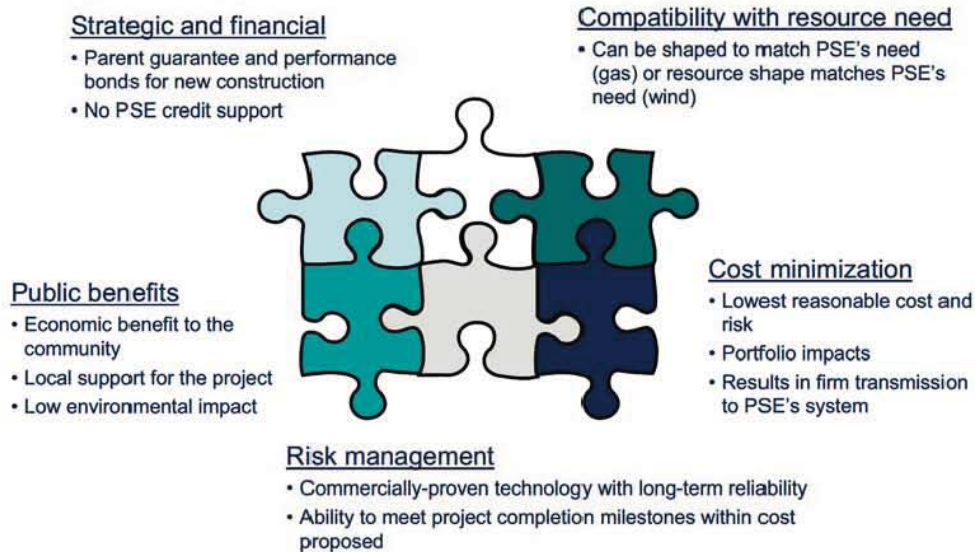 Strategic and financial
• Parent guarantee and performance
bonds for new construction
• No PSE credit support
Compatibility with resource need
• Can be shaped to match PSE's need
(gas) or resource shape matches PSE's
need (wind)
Public benefits
• Economic benefit to the
community
• Local support for the project
• Low environmental impact
Cost minimization
• Lowest reasonable cost and
risk
• Portfolio impacts
• Results in firm transmission
to PSE's system
Risk management
• Commercially-proven technology with long-term reliability
• Ability to meet project completion milestones within cost
proposed